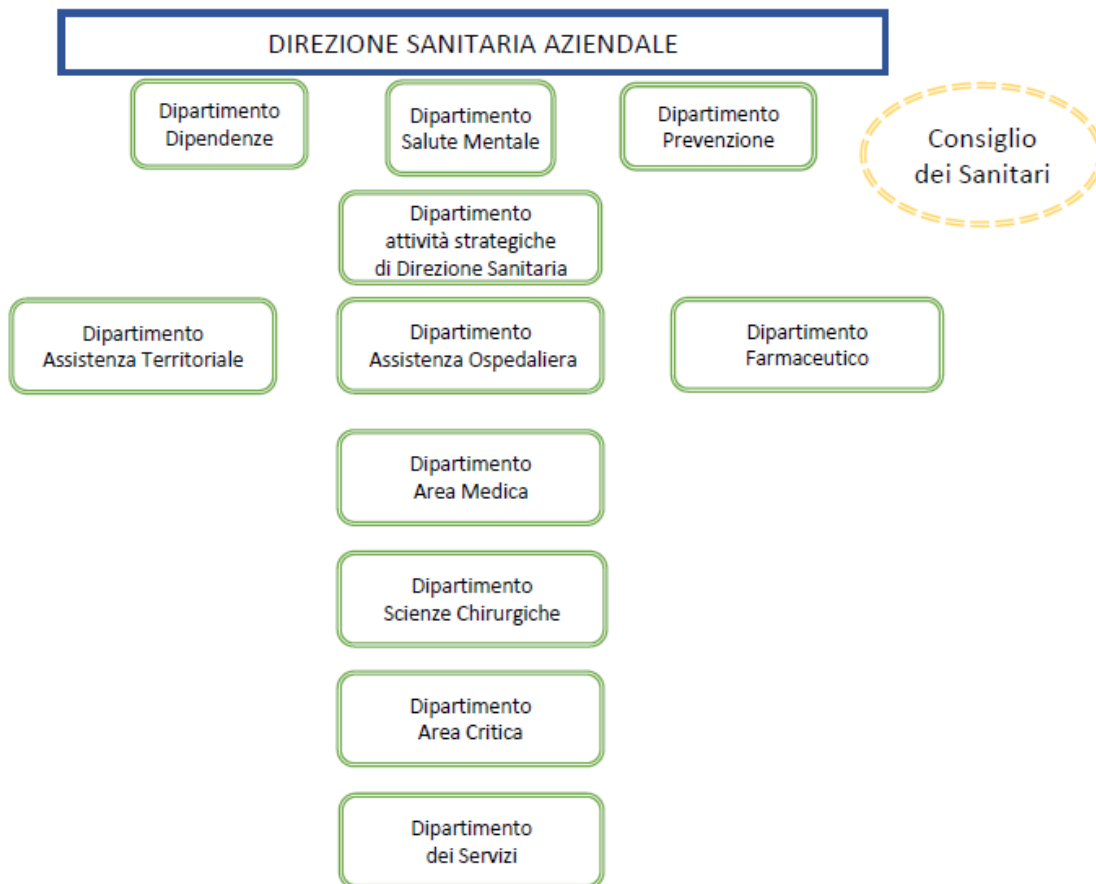 DIREZIONE SANITARIA AZIENDALE
Dipartimento
Dipendenze
Dipartimento
Salute Mentale
Dipartimento
Prevenzione
Consiglio
dei Sanitari
Dipartimento
attività strategiche
di Direzione Sanitaria
Dipartimento
Assistenza Territoriale
Dipartimento
Assistenza Ospedaliera
Dipartimento
Farmaceutico
Dipartimento
Area Medica
Dipartimento
Scienze Chirurgiche
Dipartimento
Area Critica
Dipartimento
dei Servizi